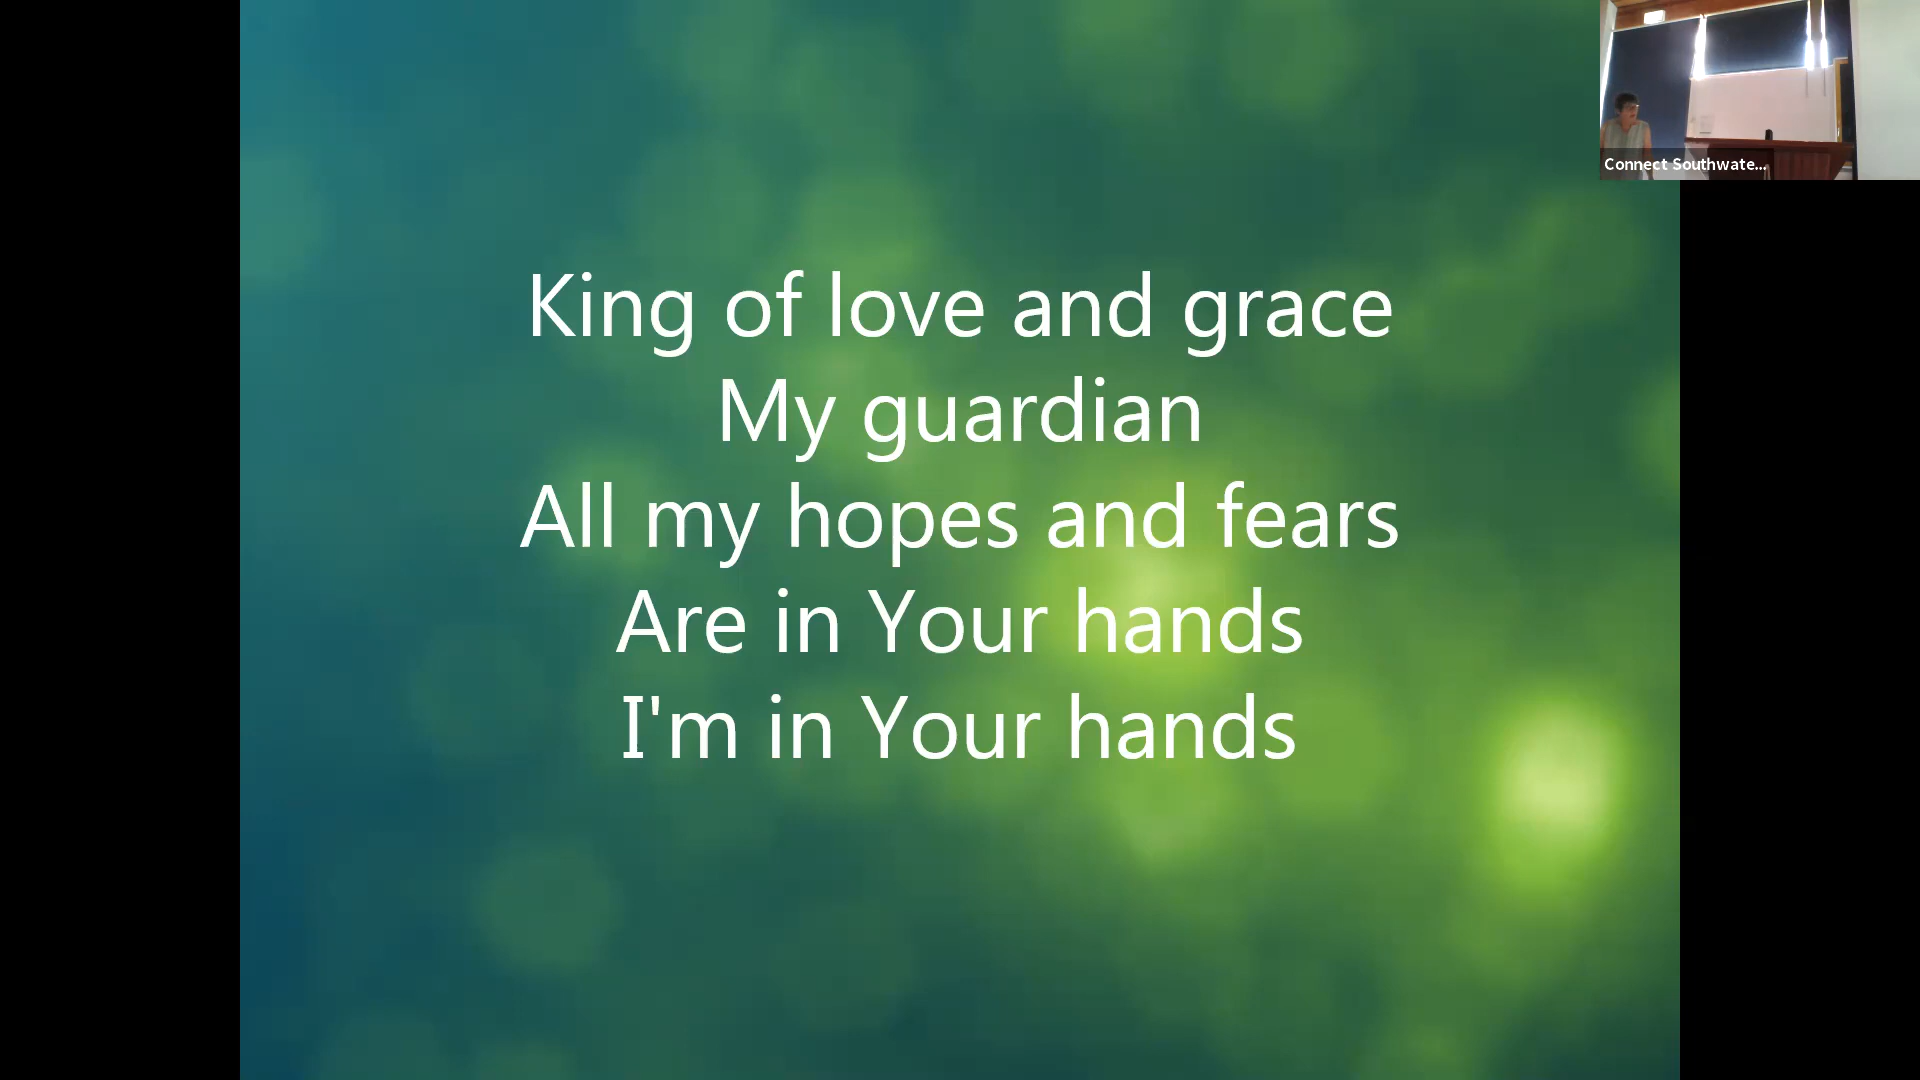 King of love and grace
My guardian
All my hopes and fears
Are in Your hands
I'm in Your hands
Connect Southwate...